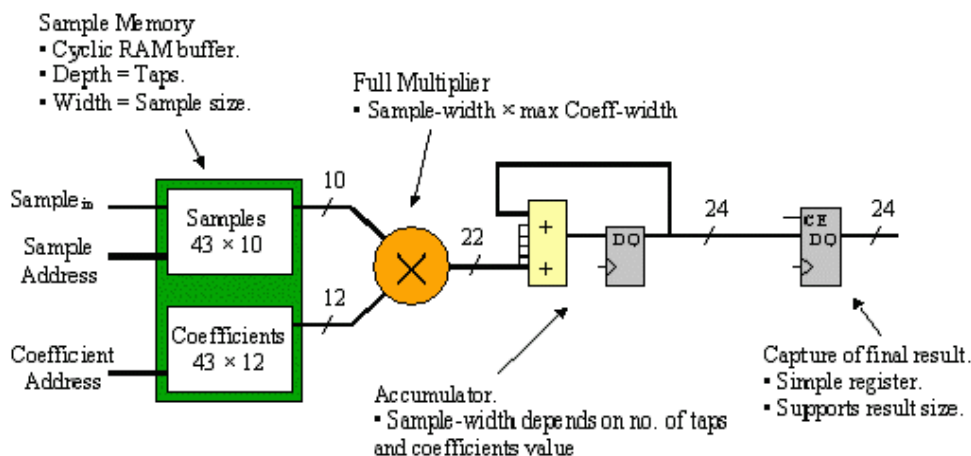 Sample Memory
▪ Cyclic RAM buffer.
▪ Depth = Taps.
▪ Width = Sample size.
Full Multiplier
▪ Sample-width × max Coeff-width
Sample in
Sample
Address
Coefficient
Address
Samples
43 × 10
Coefficients
43 × 12
10
12
×
22
+
+
D Q
24
CE
D Q
24
Accumulator.
▪ Sample-width depends on no. of taps
and coefficients value
Capture of final result.
▪ Simple register.
▪ Supports result size.